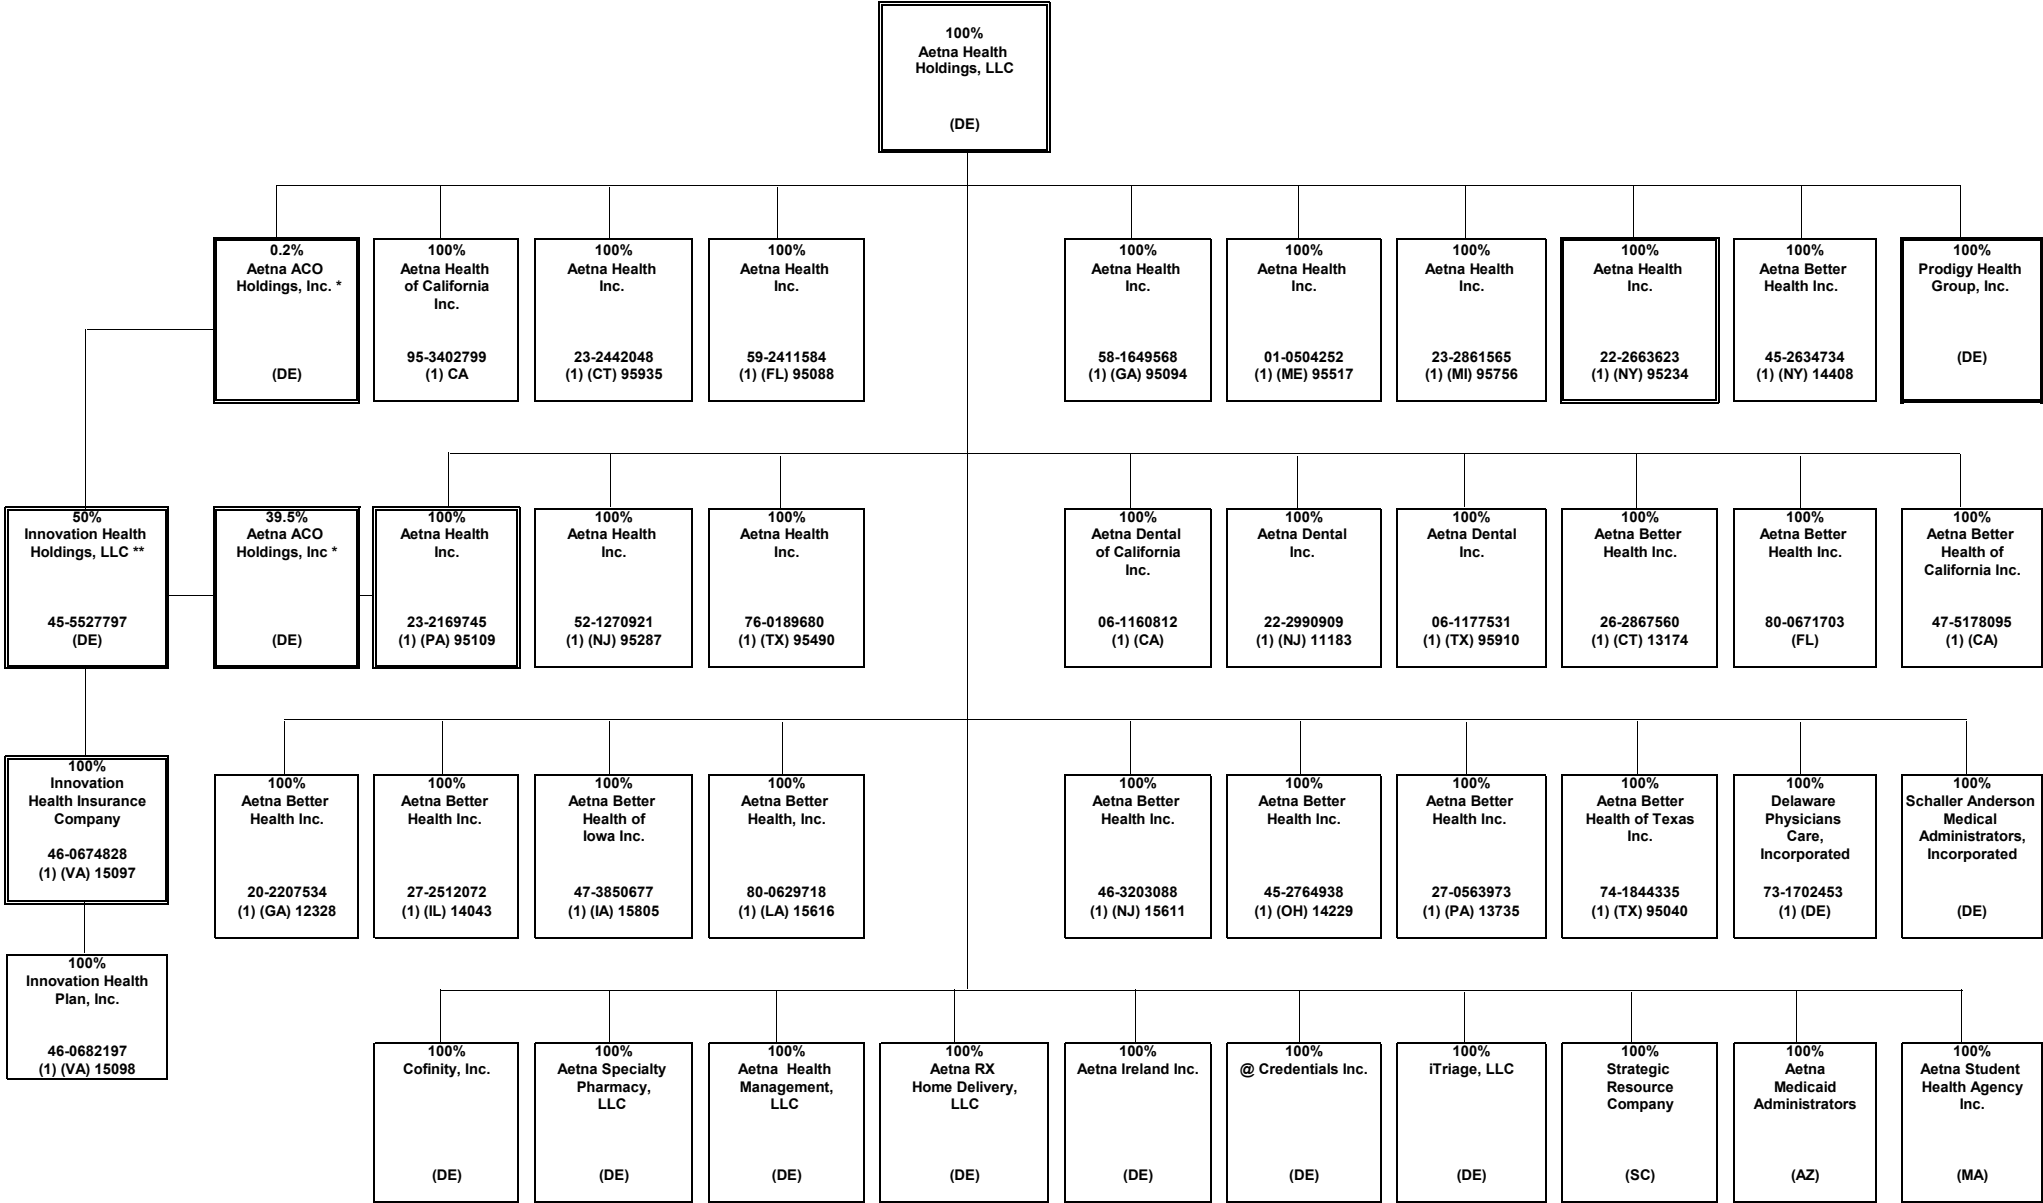 100%
Aetna Health
Holdings, LLC
(DE)
0.2%
Aetna ACO
Holdings, Inc. *
(DE)
100%
Aetna Health
of California
Inc.
95-3402799
(1) CA
100%
Aetna Health
Inc.
23-2442048
(1) (CT) 95935
100%
Aetna Health
Inc.
59-2411584
(1) (FL) 95088
100%
Aetna Health
Inc.
58-1649568
(1) (GA) 95094
100%
Aetna Health
Inc.
01-0504252
(1) (ME) 95517
100%
Aetna Health
Inc.
23-2861565
(1) (MI) 95756
100%
Aetna Health
Inc.
22-2663623
(1) (NY) 95234
100%
Aetna Better
Health Inc.
45-2634734
(1) (NY) 14408
100%
Prodigy Health
Group, Inc.
(DE)
50%
Innovation Health
Holdings, LLC **
45-5527797
(DE)
39.5%
Aetna ACO
Holdings, Inc *
(DE)
100%
Aetna Health
Inc.
23-2169745
(1) (PA) 95109
100%
Aetna Health
Inc.
52-1270921
(1) (NJ) 95287
100%
Aetna Health
Inc.
76-0189680
(1) (TX) 95490
100%
Aetna Dental
of California
Inc.
06-1160812
(1) (CA)
100%
Aetna Dental
Inc.
22-2990909
(1) (NJ) 11183
100%
Aetna Dental
Inc.
06-1177531
(1) (TX) 95910
100%
Aetna Better
Health Inc.
26-2867560
(1) (CT) 13174
100%
Aetna Better
Health Inc.
80-0671703
(FL)
100%
Aetna Better
Health of
California Inc.
47-5178095
(1) (CA)
100%
Innovation
Health Insurance
Company
46-0674828
(1) (VA) 15097
100%
Aetna Better
Health Inc.
20-2207534
(1) (GA) 12328
100%
Aetna Better
Health Inc.
27-2512072
(1) (IL) 14043
100%
Aetna Better
Health of
Iowa Inc.
47-3850677
(1) (IA) 15805
100%
Aetna Better
Health, Inc.
80-0629718
(1) (LA) 15616
100%
Aetna Better
Health Inc.
46-3203088
(1) (NJ) 15611
100%
Aetna Better
Health Inc.
45-2764938
(1) (OH) 14229
100%
Aetna Better
Health Inc.
27-0563973
(1) (PA) 13735
100%
Aetna Better
Health of Texas
Inc.
74-1844335
(1) (TX) 95040
100%
Delaware
Physicians
Care,
Incorporated
73-1702453
(1) (DE)
100%
Schaller Anderson
Medical
Administrators,
Incorporated
(DE)
100%
Innovation Health
Plan, Inc.
46-0682197
(1) (VA) 15098
100%
Cofinity, Inc.
(DE)
100%
Aetna Specialty
Pharmacy,
LLC
(DE)
100%
Aetna Health
Management,
LLC
(DE)
100%
Aetna RX
Home Delivery,
LLC
(DE)
100%
Aetna Ireland Inc.
(DE)
100%
@ Credentials Inc.
(DE)
100%
iTriage, LLC
(DE)
100%
Strategic
Resource
Company
(SC)
100%
Aetna
Medicaid
Administrators
(AZ)
100%
Aetna Student
Health Agency
Inc.
(MA)